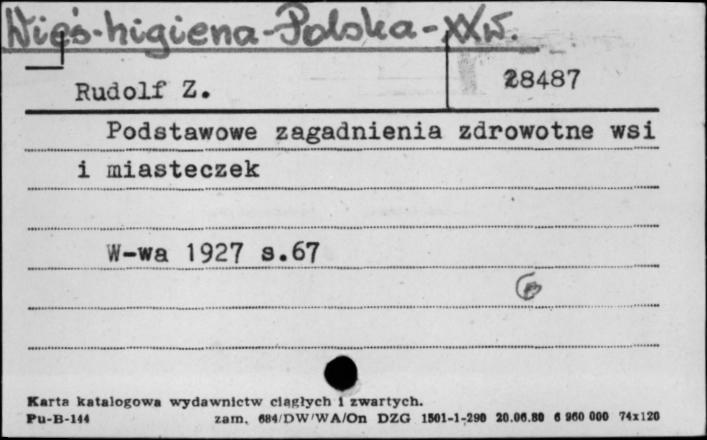 Wieś-higiena-Polska-XXw.
Rudolf Z.
28487
Podstawowe zagadnienia zdrowotne wsi
i miasteczek
W-wa 1927 s.67
Karta katalogowa wydawnictw ciągłych i zwartych.
Pu-B-144 zam. 684/DW/WA/On DZG 1501-1-290 20.06.80 6 960 000 74x120